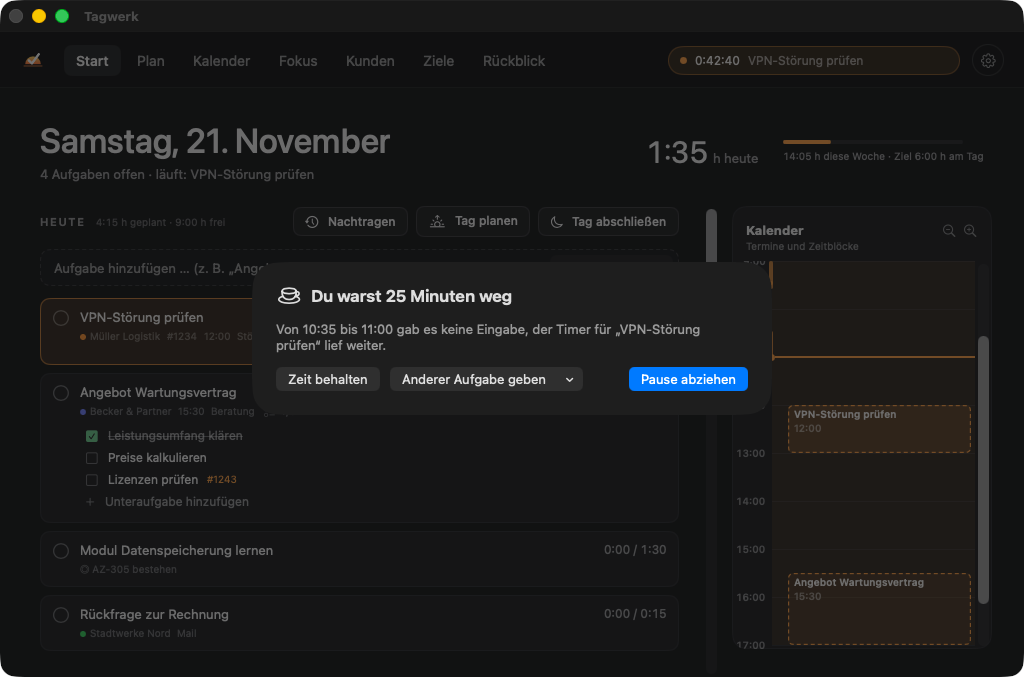 Tagwerk
Start Plan Kalender Fokus Kunden Ziele Rückblick
0:42:40 VPN-Störung prüfen
Samstag, 21. November
4 Aufgaben offen · läuft: VPN-Störung prüfen
1:35 h heute
14:05 h diese Woche · Ziel 6:00 h am Tag
HEUTE 4:15 h geplant · 9:00 h frei
Nachtragen
Tag planen
Tag abschließen
Aufgabe hinzufügen ... (z. B. „Ange
Du warst 25 Minuten weg
Von 10:35 bis 11:00 gab es keine Eingabe, der Timer für „VPN-Störung
prüfen“ lief weiter.
Zeit behalten
Anderer Aufgabe geben
Pause abziehen
VPN-Störung prüfen
Müller Logistik #1234 12:00
Angebot Wartungsvertrag
Becker & Partner 15:30 Beratung
Leistungsumfang klären
Preise kalkulieren
Lizenzen prüfen #1243
+ Unteraufgabe hinzufügen
Modul Datenspeicherung lernen 0:00 / 1:30
AZ-305 bestehen
Rückfrage zur Rechnung 0:00 / 0:15
Stadtwerke Nord Mail
Kalender
Termine und Zeitblöcke
VPN-Störung prüfen
12:00
13:00
14:00
15:00
Angebot Wartungsvertrag
15:30
16:00
17:00